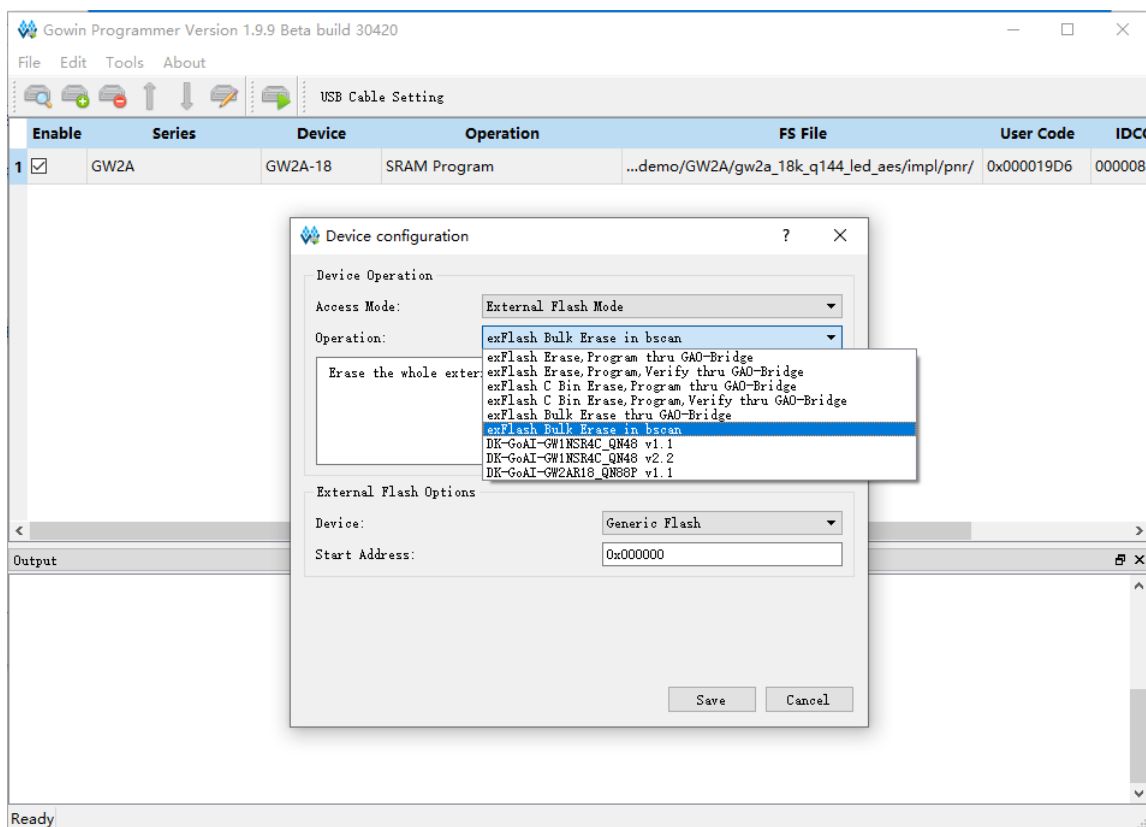 Gowin Programmer Version 1.9.9 Beta build 30420
File Edit Tools About
USB Cable Setting
Enable Series Device Operation FS File User Code IDC
1 GW2A GW2A-18 SRAM Program ...demo/GW2A/gw2a_18k_q144_led_aes/impl/pnr/ 0x000019D6 000008
Device configuration ?
Device Operation
Access Mode: External Flash Mode
Operation: exFlash Bulk Erase in bscan
exFlash Erase,Program thru GAO-Bridge
Erase the whole exter
exFlash Erase,Program,Verify thru GAO-Bridge
exFlash C Bin Erase,Program thru GAO-Bridge
exFlash C Bin Erase,Program,Verify thru GAO-Bridge
exFlash Bulk Erase thru GAO-Bridge
exFlash Bulk Erase in bscan
DK-GoAI-GW1NSR4C_QN48 v1.1
DK-GoAI-GW1NSR4C_QN48 v2.2
DK-GoAI-GW2AR18_QN88P v1.1
External Flash Options
Device: Generic Flash
Start Address: 0x000000
Output
Save Cancel
Ready